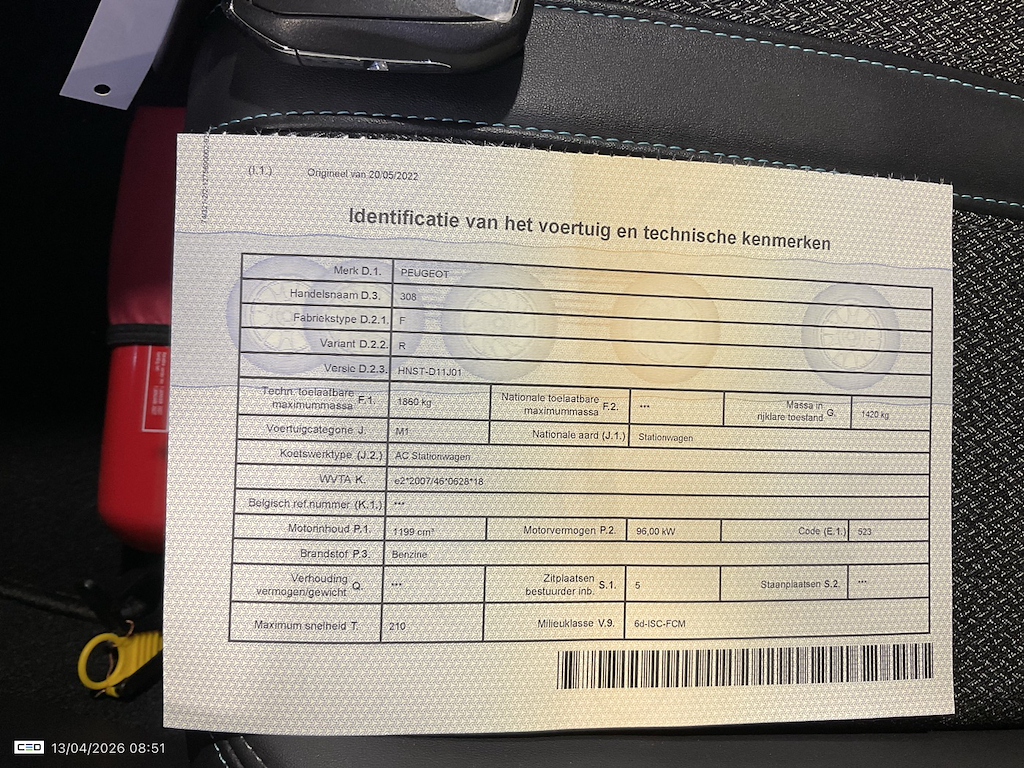 (I.1.) Origineel van 20/05/2022
Identificatie van het voertuig en technische kenmerken
Merk D.1. PEUGEOT
Handelsnaam D.3. 308
Fabriekstype D.2.1. F
Variant D.2.2. R
Versie D.2.3. HNST-D11J01
Techn. toelaatbare maximummassa F.1. 1860 kg Nationale toelaatbare maximummassa F.2. *** Massa in rijklare toestand G. 1420 kg
Voertuigcategorie J. M1 Nationale aard (J.1.) Stationwagen
Koetswerktype (J.2.) AC Stationwagen
WVTA K. e2*2007/46*0628*18
Belgisch ref.nummer (K.1.) ***
Motorinhoud P.1. 1199 cm³ Motorvermogen P.2. 96,00 kW Code (E.1.) 523
Brandstof P.3. Benzine
Verhouding vermogen/gewicht Q. *** Zitplaatsen bestuurder inb. S.1. 5 Staanplaatsen S.2. ***
Maximum snelheid T. 210 Milieuklasse V.9. 6d-ISC-FCM
CED 13/04/2026 08:51